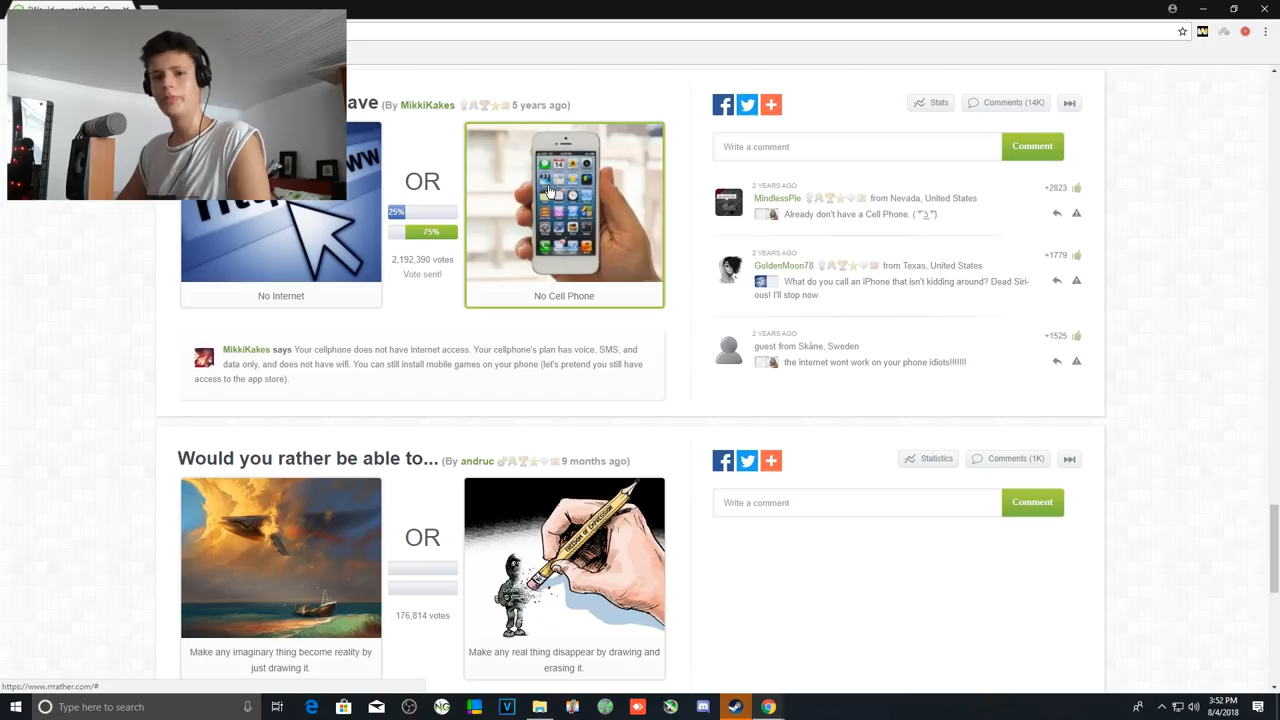 ave (By MikkiKakes 5 years ago)
OR
25%
75%
2,192,390 votes
Vote sent!
No Internet
No Cell Phone
MikkiKakes says Your cellphone does not have internet access. Your cellphone's plan has voice, SMS, and
data only, and does not have wifi. You can still install mobile games on your phone (let's pretend you still have
access to the app store).
Stats
Comments (14K)
Write a comment
Comment
2 YEARS AGO
+2823
MindlessPie from Nevada, United States
Already don't have a Cell Phone.
2 YEARS AGO
+1779
GoldenMoon78 from Texas, United States
What do you call an iPhone that isn't kidding around? Dead Siri-
ous! I'll stop now.
2 YEARS AGO
+1525
guest from Skåne, Sweden
the internet wont work on your phone idiots!!!!!!!
Would you rather be able to... (By andruc 9 months ago)
OR
176,814 votes
FREEDOM OF EXPRESSION
Make any imaginary thing become reality by
just drawing it.
Make any real thing disappear by drawing and
erasing it.
Statistics
Comments (1K)
Write a comment
Comment
https://www.rrrather.com/#
Type here to search
3:52 PM
8/4/2018